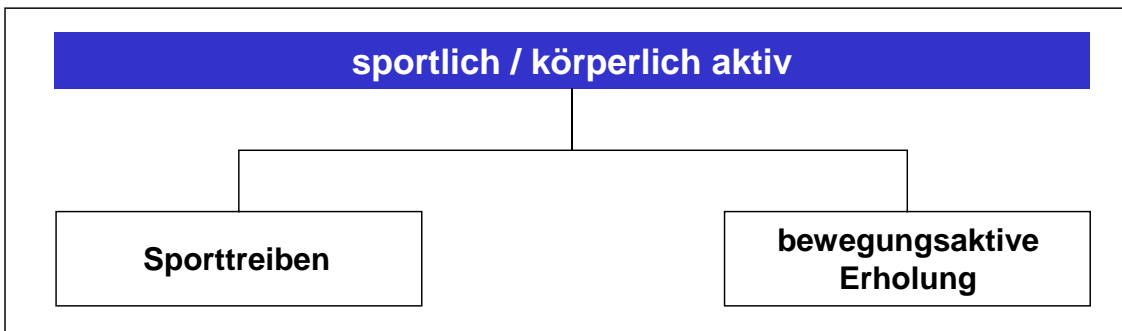 sportlich / körperlich aktiv
Sporttreiben
bewegungsaktive
Erholung